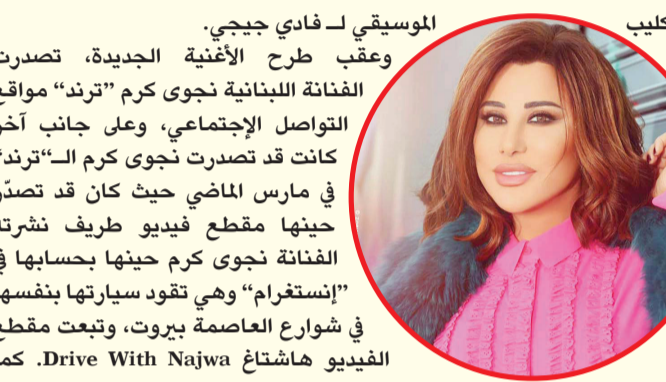 كليب
الموسيقي لـ فادي جيجي.
وعقب طرح الأغنية الجديدة، تصدرت
الفنانة اللبنانية نجوى كرم ”ترند“ مواقع
التواصل الإجتماعي، وعلى جانب آخر
كانت قد تصدرت نجوى كرم الـ”ترند“
في مارس الماضي حيث كان قد تصدّر
حينها مقطع فيديو طريف نشرته
الفنانة نجوى كرم حينها بحسابها في
”إنستغرام“ وهي تقود سيارتها بنفسها
في شوارع العاصمة بيروت، وتبعت مقطع
الفيديو هاشتاغ Drive With Najwa. كما